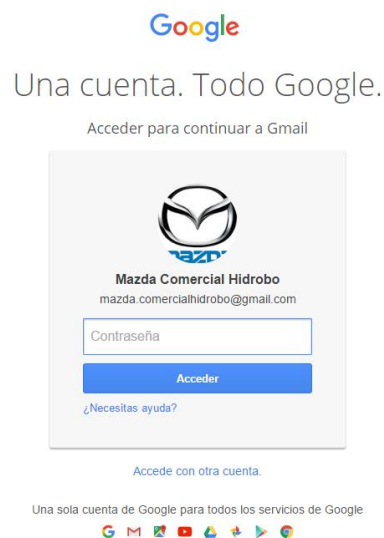 Google
Una cuenta. Todo Google.
Acceder para continuar a Gmail
mazda
Mazda Comercial Hidrobo
mazda.comercialhidrobo@gmail.com
Contraseña
Acceder
¿Necesitas ayuda?
Accede con otra cuenta.
Una sola cuenta de Google para todos los servicios de Google